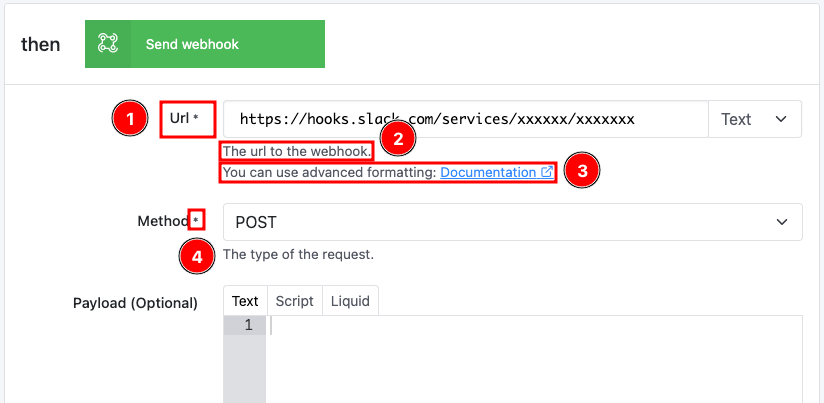 then
Send webhook
1 Url * https://hooks.slack.com/services/xxxxxx/xxxxxxx Text
The url to the webhook. 2
You can use advanced formatting: Documentation 3
Method * POST
4 The type of the request.
Payload (Optional) Text Script Liquid
1